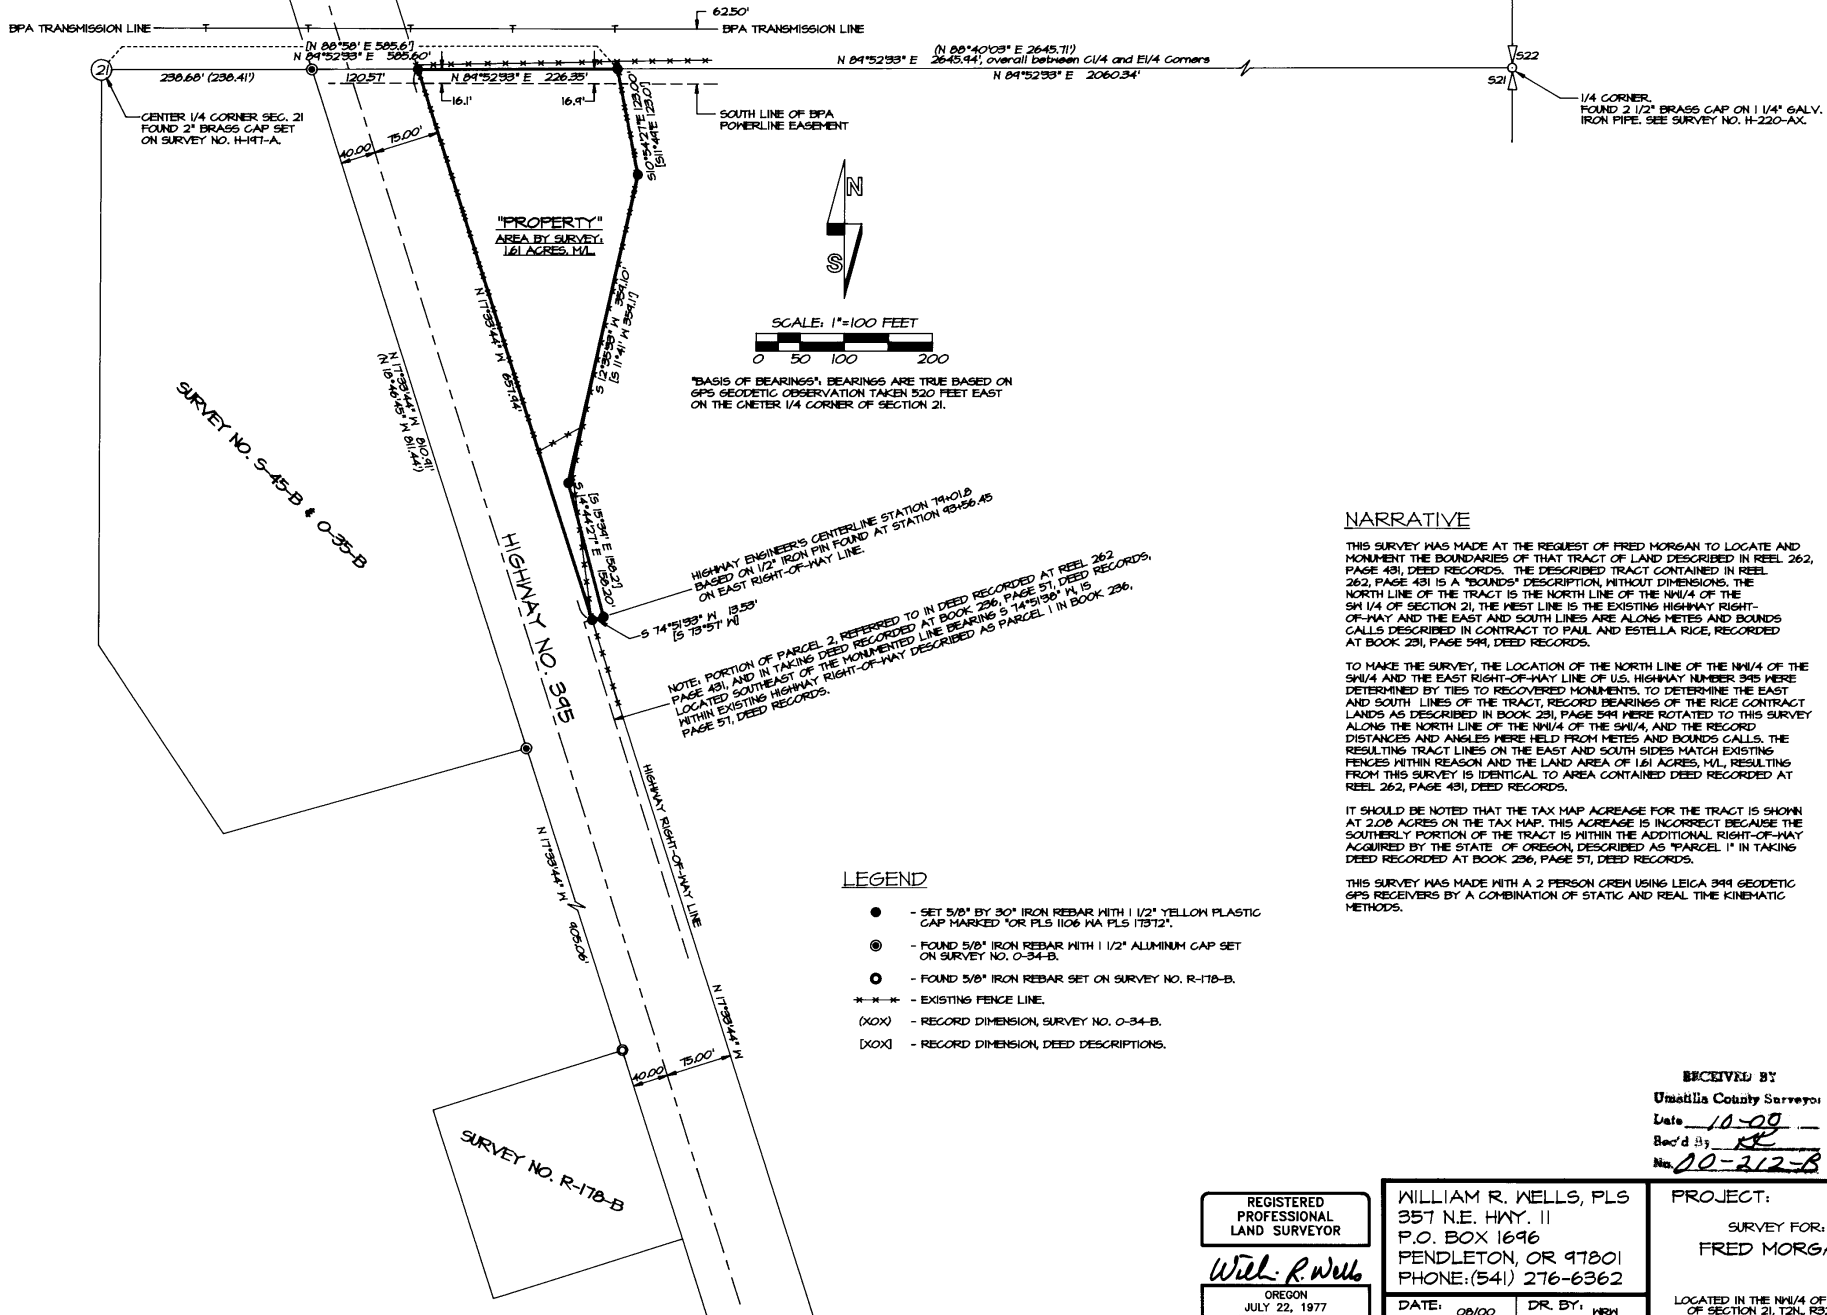 62.50'
BPA TRANSMISSION LINE
BPA TRANSMISSION LINE
[N 88°58' E 585.6']
N 89°52'33" E 585.60'
(N 88°40'03" E 2645.71')
N 89°52'33" E 2645.94', overall between C1/4 and E1/4 Corners
21
238.68' (238.41')
120.57'
N 89°52'33" E 226.35'
N 89°52'33" E 2060.34'
S22
S21
16.1'
16.9'
1/4 CORNER.
FOUND 2 1/2" BRASS CAP ON 1 1/4" GALV.
IRON PIPE. SEE SURVEY NO. H-220-AX.
CENTER 1/4 CORNER SEC. 21
FOUND 2" BRASS CAP SET
ON SURVEY NO. H-197-A.
SOUTH LINE OF BPA
POWERLINE EASEMENT
40.00'
75.00'
"PROPERTY"
AREA BY SURVEY:
1.61 ACRES, M/L
N
S
SCALE: 1"=100 FEET
0 50 100 200
"BASIS OF BEARINGS": BEARINGS ARE TRUE BASED ON
GPS GEODETIC OBSERVATION TAKEN 520 FEET EAST
ON THE CNETER 1/4 CORNER OF SECTION 21.
N 17°33'44" W 657.94'
S 12°35'33" W 354.10'
[S 11°41' W 354.1']
N 17°33'44" W 810.91'
(N 18°46'45" W 811.44')
SURVEY NO. S-45-B & O-35-B
S 14°44'27" E 158.20'
[S 15°39' E 158.2']
HIGHWAY ENGINEER'S CENTERLINE STATION 79+01.8
BASED ON 1/2" IRON PIN FOUND AT STATION 93+56.45
ON EAST RIGHT-OF-WAY LINE.
S 74°51'33" W 13.53'
[S 73°57' W]
NOTE: PORTION OF PARCEL 2, REFERRED TO IN DEED RECORDED AT REEL 262
PAGE 431, AND IN TAKING DEED RECORDED AT BOOK 236, PAGE 57, DEED RECORDS,
LOCATED SOUTHEAST OF THE MONUMENTED LINE BEARING S 74°51'38" W, IS
WITHIN EXISTING HIGHWAY RIGHT-OF-WAY DESCRIBED AS PARCEL 1 IN BOOK 236,
PAGE 57, DEED RECORDS.
HIGHWAY NO. 395
HIGHWAY RIGHT-OF-WAY LINE
N 17°33'44" W 905.06'
N 17°33'44" W
40.00'
75.00'
SURVEY NO. R-178-B
NARRATIVE
THIS SURVEY WAS MADE AT THE REQUEST OF FRED MORGAN TO LOCATE AND
MONUMENT THE BOUNDARIES OF THAT TRACT OF LAND DESCRIBED IN REEL 262,
PAGE 431, DEED RECORDS. THE DESCRIBED TRACT CONTAINED IN REEL
262, PAGE 431 IS A "BOUNDS" DESCRIPTION, WITHOUT DIMENSIONS. THE
NORTH LINE OF THE TRACT IS THE NORTH LINE OF THE NW1/4 OF THE
SW 1/4 OF SECTION 21, THE WEST LINE IS THE EXISTING HIGHWAY RIGHT-
OF-WAY AND THE EAST AND SOUTH LINES ARE ALONG METES AND BOUNDS
CALLS DESCRIBED IN CONTRACT TO PAUL AND ESTELLA RICE, RECORDED
AT BOOK 231, PAGE 599, DEED RECORDS.
TO MAKE THE SURVEY, THE LOCATION OF THE NORTH LINE OF THE NW1/4 OF THE
SW1/4 AND THE EAST RIGHT-OF-WAY LINE OF U.S. HIGHWAY NUMBER 395 WERE
DETERMINED BY TIES TO RECOVERED MONUMENTS. TO DETERMINE THE EAST
AND SOUTH LINES OF THE TRACT, RECORD BEARINGS OF THE RICE CONTRACT
LANDS AS DESCRIBED IN BOOK 231, PAGE 599 WERE ROTATED TO THIS SURVEY
ALONG THE NORTH LINE OF THE NW1/4 OF THE SW1/4, AND THE RECORD
DISTANCES AND ANGLES WERE HELD FROM METES AND BOUNDS CALLS. THE
RESULTING TRACT LINES ON THE EAST AND SOUTH SIDES MATCH EXISTING
FENCES WITHIN REASON AND THE LAND AREA OF 1.61 ACRES, M/L, RESULTING
FROM THIS SURVEY IS IDENTICAL TO AREA CONTAINED DEED RECORDED AT
REEL 262, PAGE 431, DEED RECORDS.
IT SHOULD BE NOTED THAT THE TAX MAP ACREAGE FOR THE TRACT IS SHOWN
AT 2.08 ACRES ON THE TAX MAP. THIS ACREAGE IS INCORRECT BECAUSE THE
SOUTHERLY PORTION OF THE TRACT IS WITHIN THE ADDITIONAL RIGHT-OF-WAY
ACQUIRED BY THE STATE OF OREGON, DESCRIBED AS "PARCEL 1" IN TAKING
DEED RECORDED AT BOOK 236, PAGE 57, DEED RECORDS.
THIS SURVEY WAS MADE WITH A 2 PERSON CREW USING LEICA 399 GEODETIC
GPS RECEIVERS BY A COMBINATION OF STATIC AND REAL TIME KINEMATIC
METHODS.
LEGEND
- SET 5/8" BY 30" IRON REBAR WITH 1 1/2" YELLOW PLASTIC
CAP MARKED "OR PLS 1106 WA PLS 17372".
- FOUND 5/8" IRON REBAR WITH 1 1/2" ALUMINUM CAP SET
ON SURVEY NO. O-34-B.
- FOUND 5/8" IRON REBAR SET ON SURVEY NO. R-178-B.
- EXISTING FENCE LINE.
(XOX) - RECORD DIMENSION, SURVEY NO. O-34-B.
[XOX] - RECORD DIMENSION, DEED DESCRIPTIONS.
RECEIVED BY
Umatilla County Surveyor
Date 10-00
Rec'd By
No. 00-212-B
REGISTERED
PROFESSIONAL
LAND SURVEYOR
Will. R. Wells
OREGON
JULY 22, 1977
WILLIAM R. WELLS, PLS
357 N.E. HWY. 11
P.O. BOX 1696
PENDLETON, OR 97801
PHONE:(541) 276-6362
DATE: 08/00
DR. BY: WRW
PROJECT:
SURVEY FOR:
FRED MORGA
LOCATED IN THE NW1/4 OF
OF SECTION 21, T2N, R3